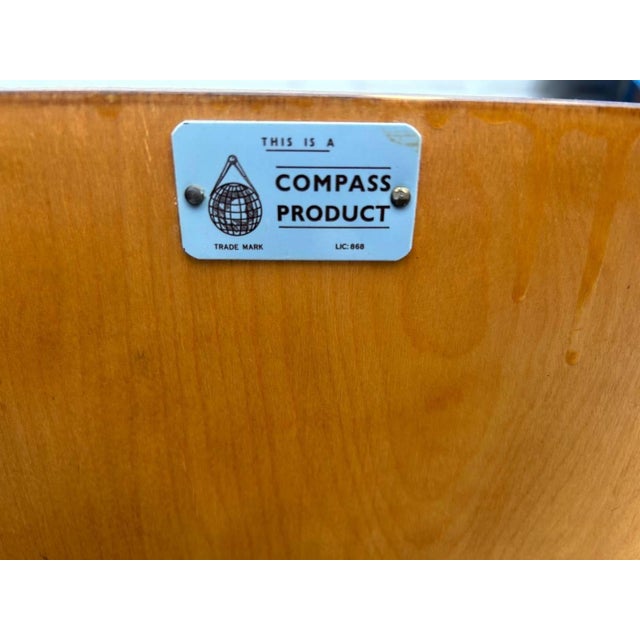 THIS IS A
COMPASS
PRODUCT
TRADE MARK LIC: 868